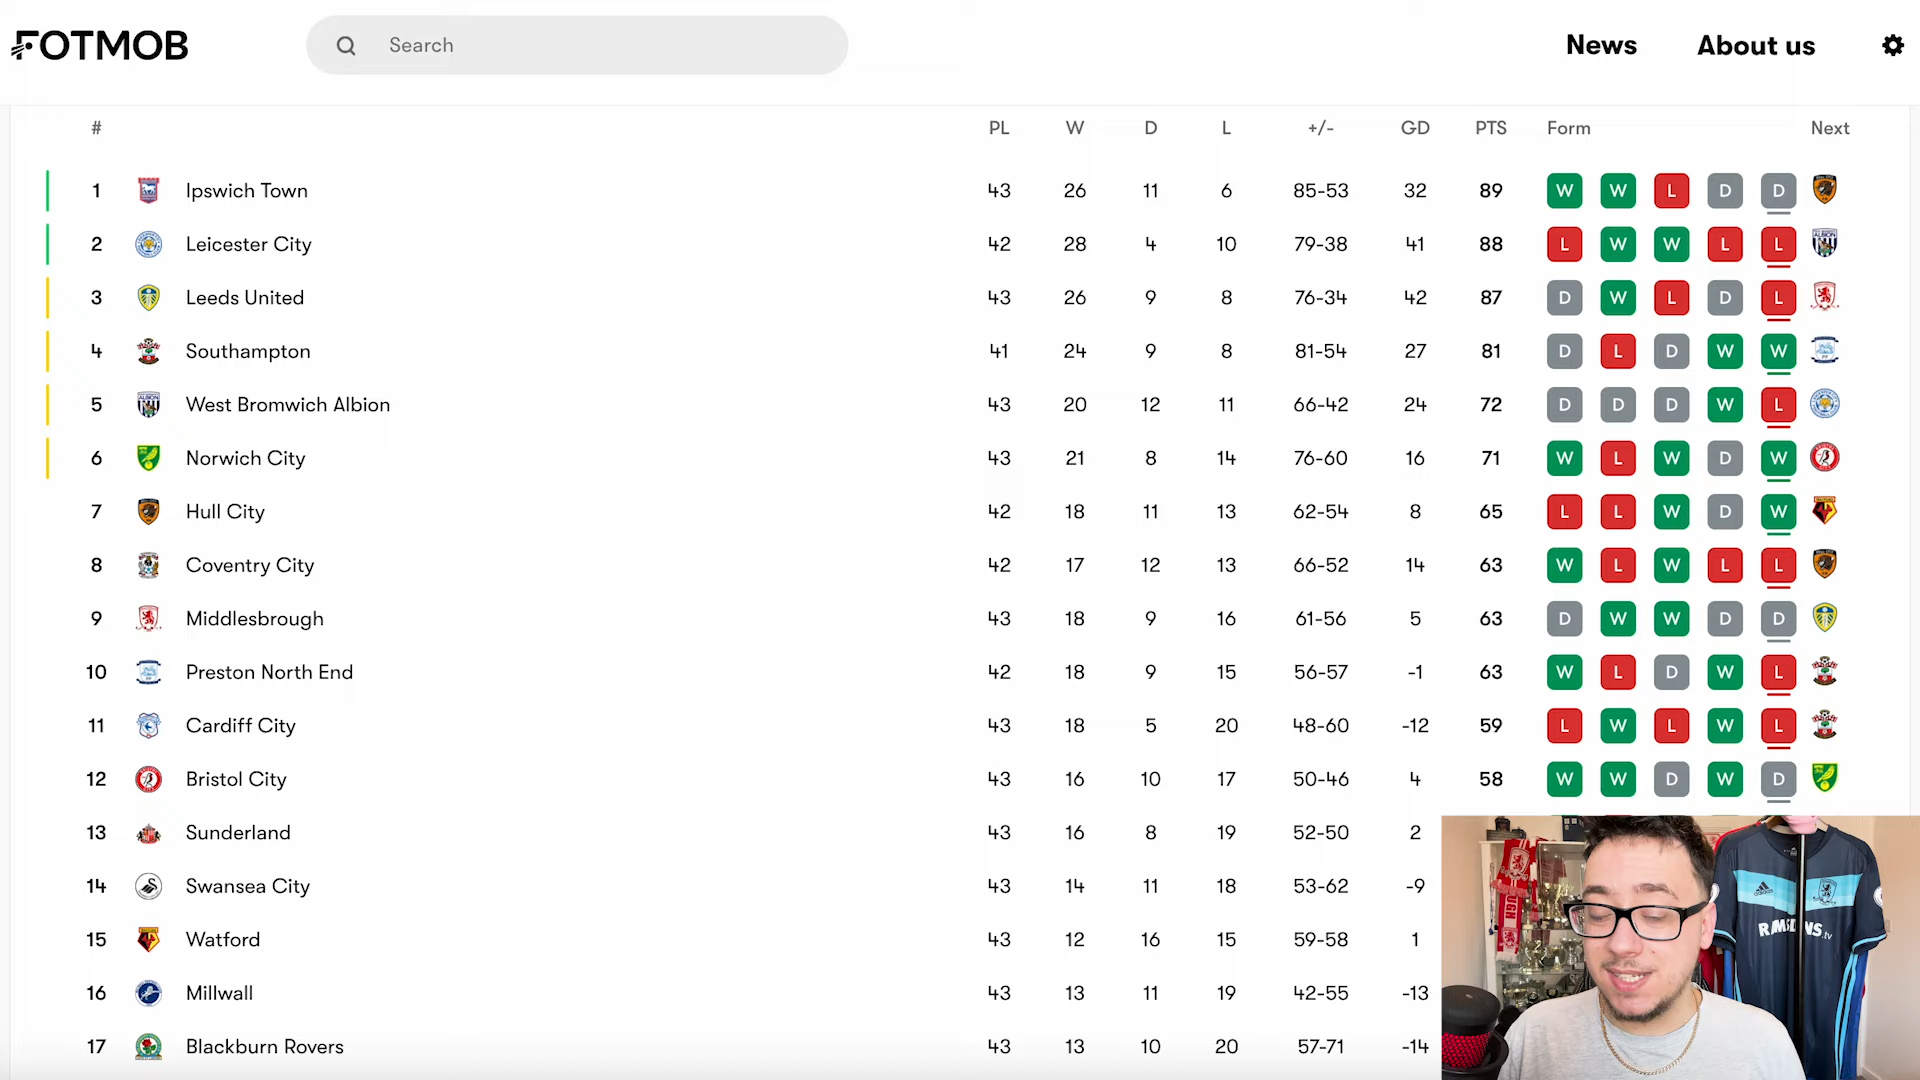 FOTMOB Search News About us
# PL W D L +/- GD PTS Form Next
1 Ipswich Town 43 26 11 6 85-53 32 89 W W L D D
2 Leicester City 42 28 4 10 79-38 41 88 L W W L L
3 Leeds United 43 26 9 8 76-34 42 87 D W L D L
4 Southampton 41 24 9 8 81-54 27 81 D L D W W
5 West Bromwich Albion 43 20 12 11 66-42 24 72 D D D W L
6 Norwich City 43 21 8 14 76-60 16 71 W L W D W
7 Hull City 42 18 11 13 62-54 8 65 L L W D W
8 Coventry City 42 17 12 13 66-52 14 63 W L W L L
9 Middlesbrough 43 18 9 16 61-56 5 63 D W W D D
10 Preston North End 42 18 9 15 56-57 -1 63 W L D W L
11 Cardiff City 43 18 5 20 48-60 -12 59 L W L W L
12 Bristol City 43 16 10 17 50-46 4 58 W W D W D
13 Sunderland 43 16 8 19 52-50 2
14 Swansea City 43 14 11 18 53-62 -9
15 Watford 43 12 16 15 59-58 1
16 Millwall 43 13 11 19 42-55 -13
17 Blackburn Rovers 43 13 10 20 57-71 -14